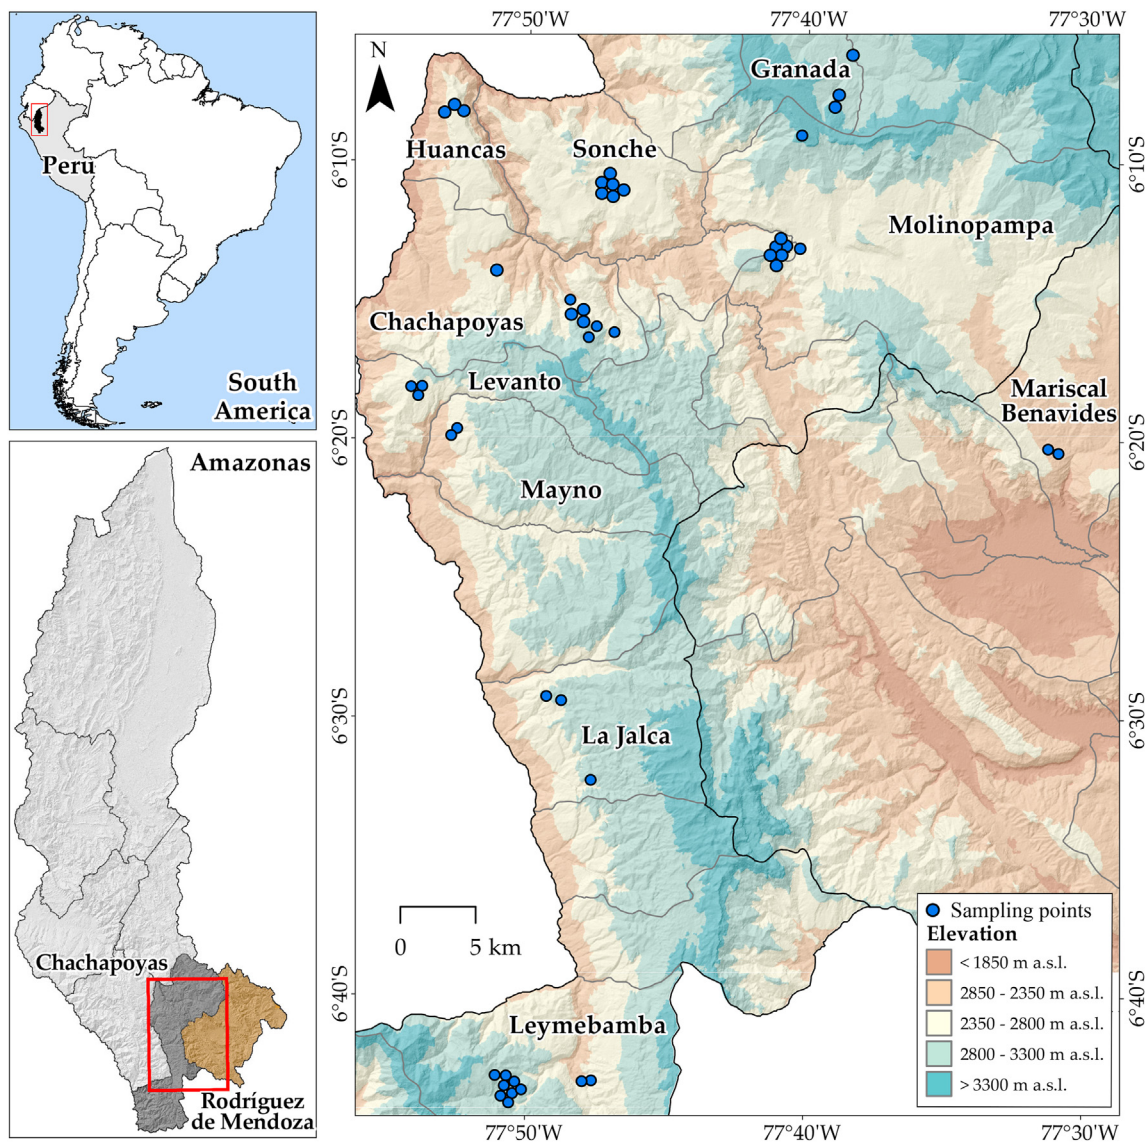 77°50'W
77°40'W
77°30'W
Peru
South
America
Amazonas
Chachapoyas
Rodríguez
de Mendoza
N
Granada
Huancas
Sonche
Molinopampa
Chachapoyas
Levanto
Mariscal
Benavides
Mayno
La Jalca
Leymebamba
6°10'S
6°10'S
6°20'S
6°20'S
6°30'S
6°30'S
6°40'S
6°40'S
0
5 km
Sampling points
Elevation
< 1850 m a.s.l.
2850 - 2350 m a.s.l.
2350 - 2800 m a.s.l.
2800 - 3300 m a.s.l.
> 3300 m a.s.l.
77°50'W
77°40'W
77°30'W